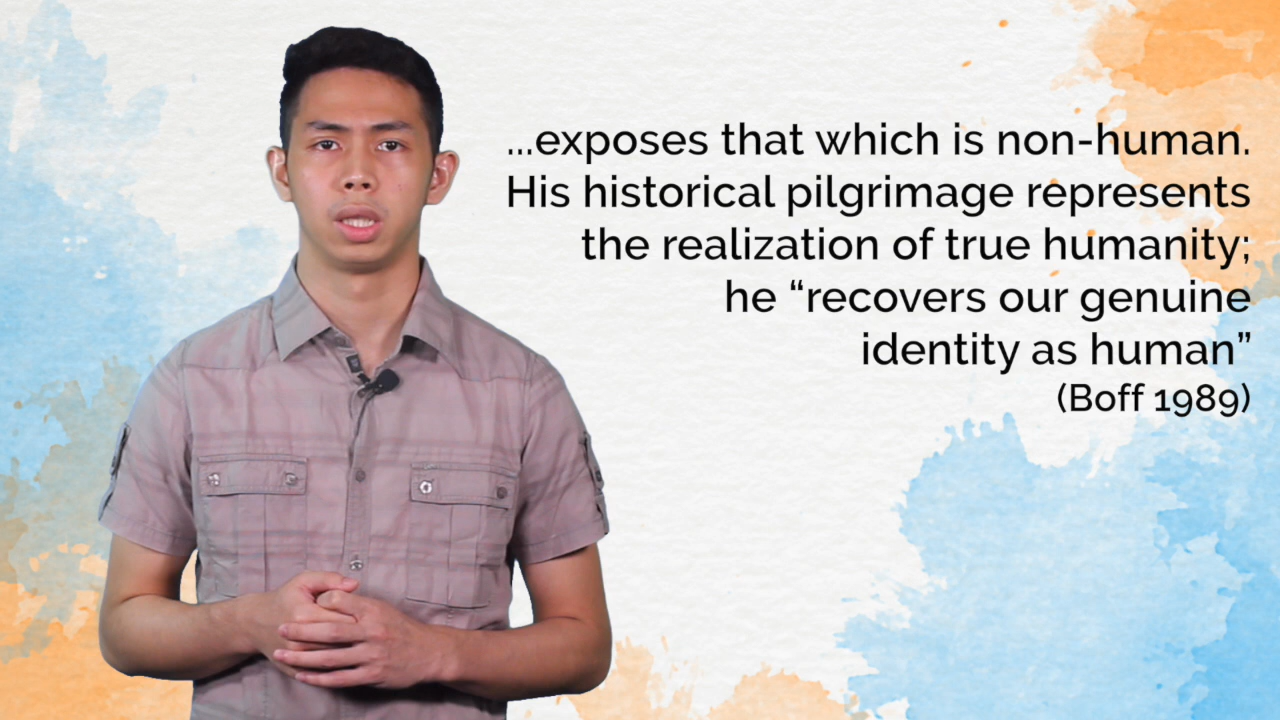 ...exposes that which is non-human.
His historical pilgrimage represents
the realization of true humanity;
he “recovers our genuine
identity as human”
(Boff 1989)